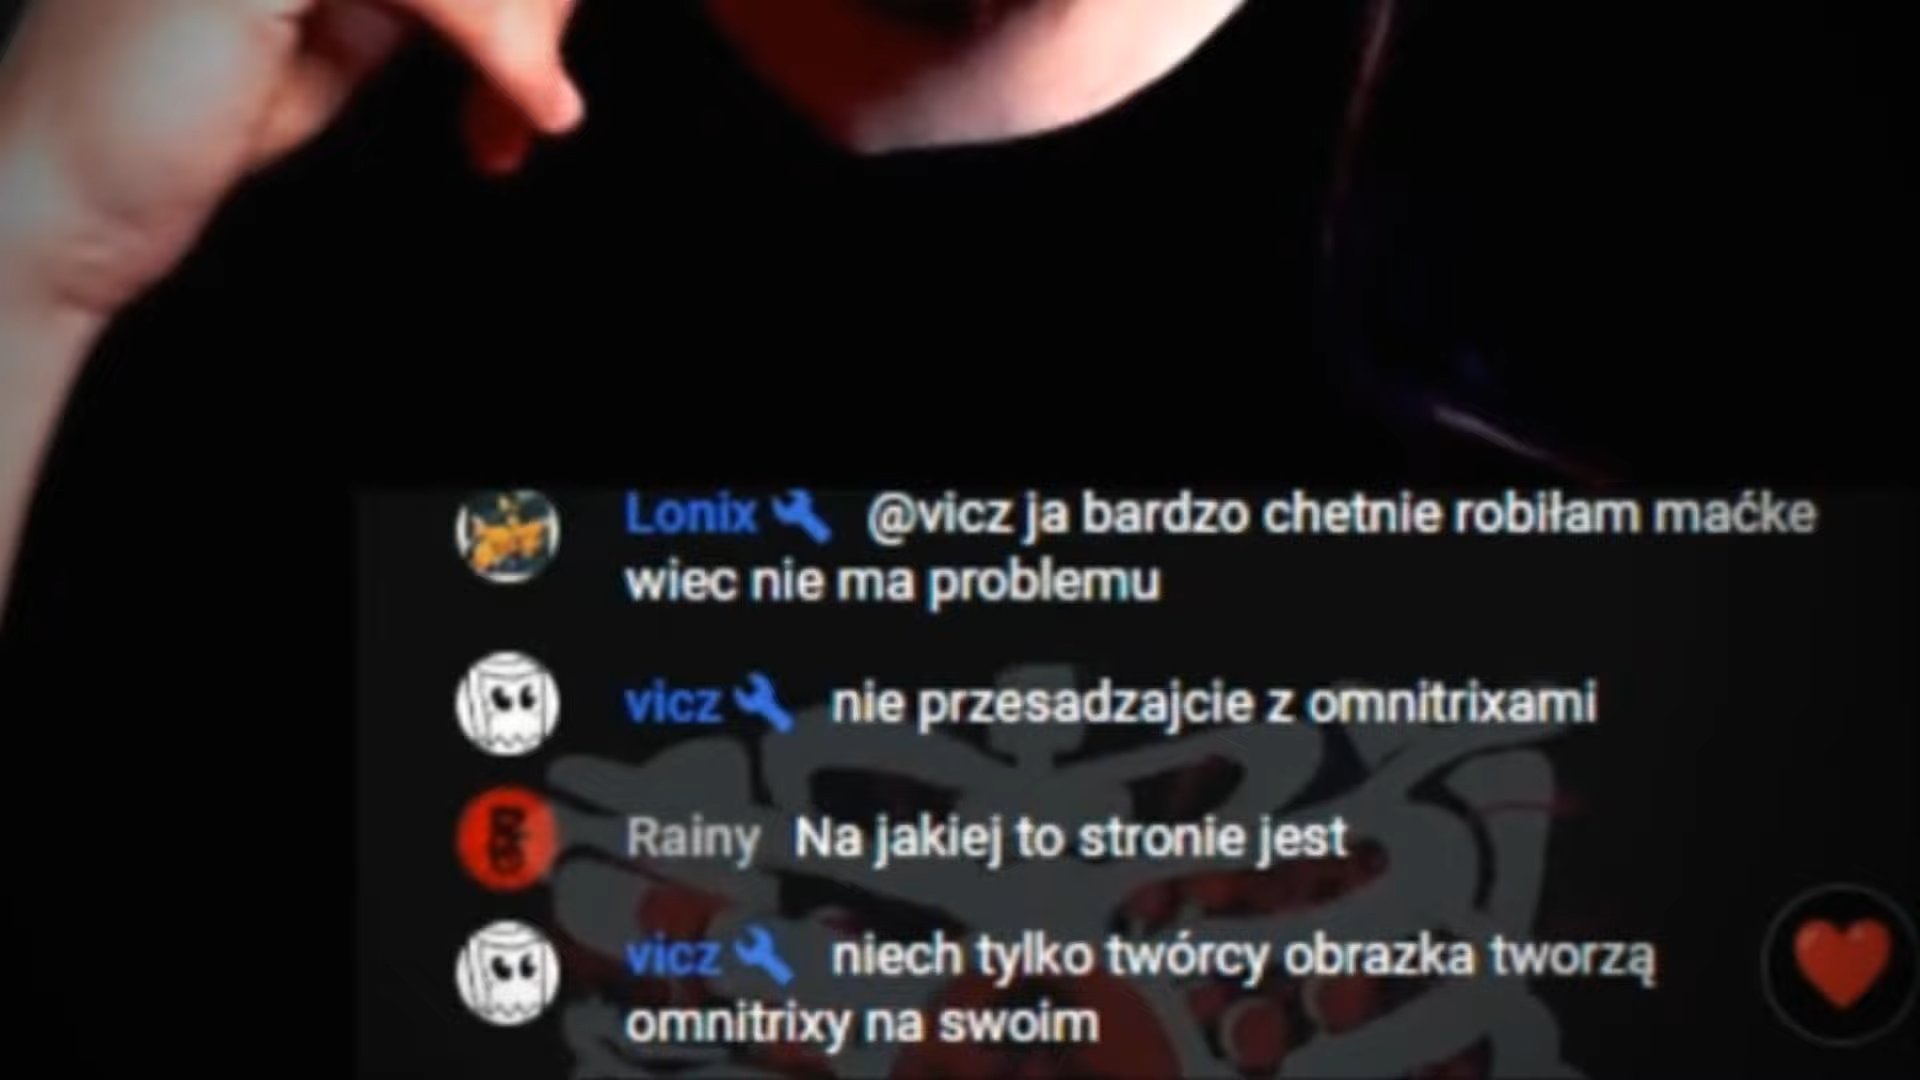 Lonix @vicz ja bardzo chetnie robiłam maćke
wiec nie ma problemu
vicz nie przesadzajcie z omnitrixami
Rainy Na jakiej to stronie jest
vicz niech tylko twórcy obrazka tworzą
omnitrixy na swoim